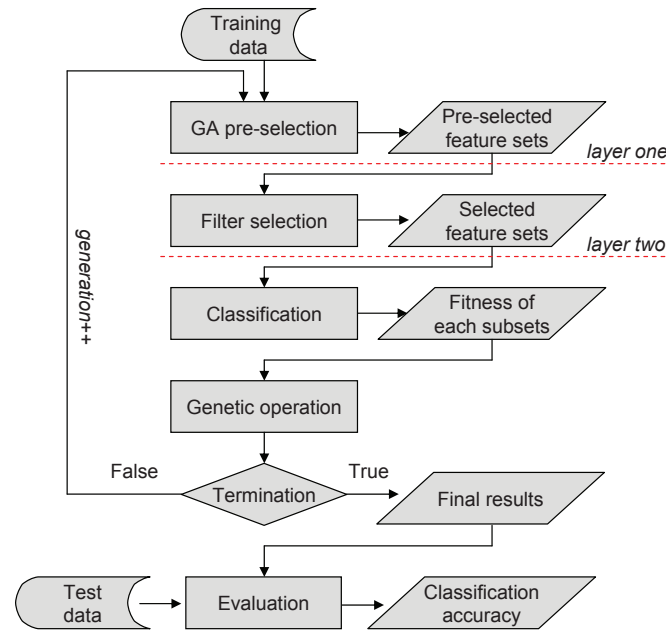 Training
data
GA pre-selection
Pre-selected
feature sets
layer one
Filter selection
Selected
feature sets
layer two
generation++
Classification
Fitness of
each subsets
Genetic operation
False
Termination
True
Final results
Test
data
Evaluation
Classification
accuracy